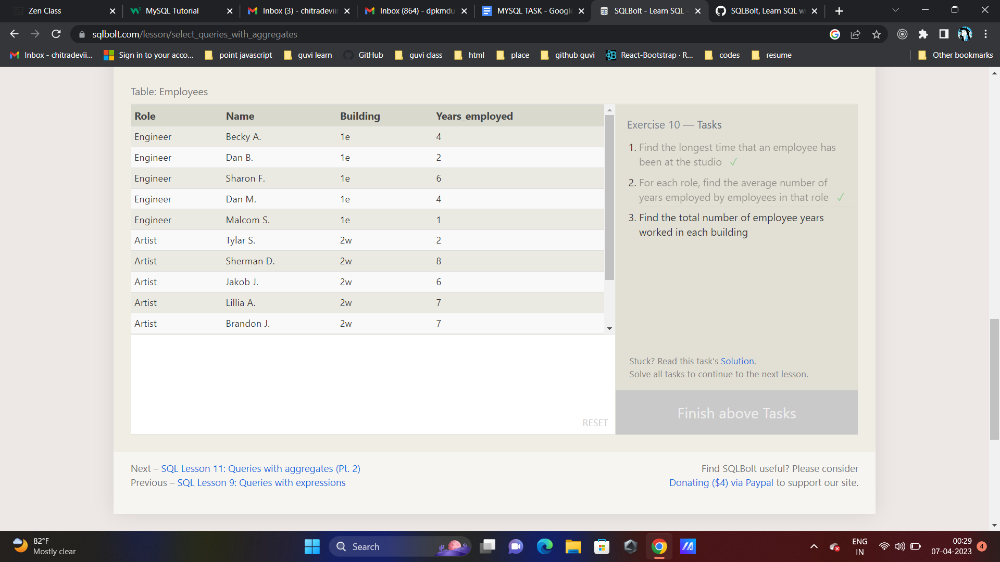 Zen Class
MySQL Tutorial
Inbox (3) - chitradeviir
Inbox (864) - dpkmdu
MYSQL TASK - Google
SQLBolt - Learn SQL -
SQLBolt, Learn SQL wi
sqlbolt.com/lesson/select_queries_with_aggregates
Inbox - chitradevii...
Sign in to your acco...
point javascript
guvi learn
GitHub
guvi class
html
place
github guvi
React-Bootstrap · R...
codes
resume
Other bookmarks
Table: Employees
Role Name Building Years_employed
Engineer Becky A. 1e 4
Engineer Dan B. 1e 2
Engineer Sharon F. 1e 6
Engineer Dan M. 1e 4
Engineer Malcom S. 1e 1
Artist Tylar S. 2w 2
Artist Sherman D. 2w 8
Artist Jakob J. 2w 6
Artist Lillia A. 2w 7
Artist Brandon J. 2w 7
RESET
Exercise 10 — Tasks
1. Find the longest time that an employee has
been at the studio ✓
2. For each role, find the average number of
years employed by employees in that role ✓
3. Find the total number of employee years
worked in each building
Stuck? Read this task's Solution.
Solve all tasks to continue to the next lesson.
Finish above Tasks
Next – SQL Lesson 11: Queries with aggregates (Pt. 2)
Previous – SQL Lesson 9: Queries with expressions
Find SQLBolt useful? Please consider
Donating ($4) via Paypal to support our site.
82°F
Mostly clear
Search
ENG
IN
00:29
07-04-2023
4